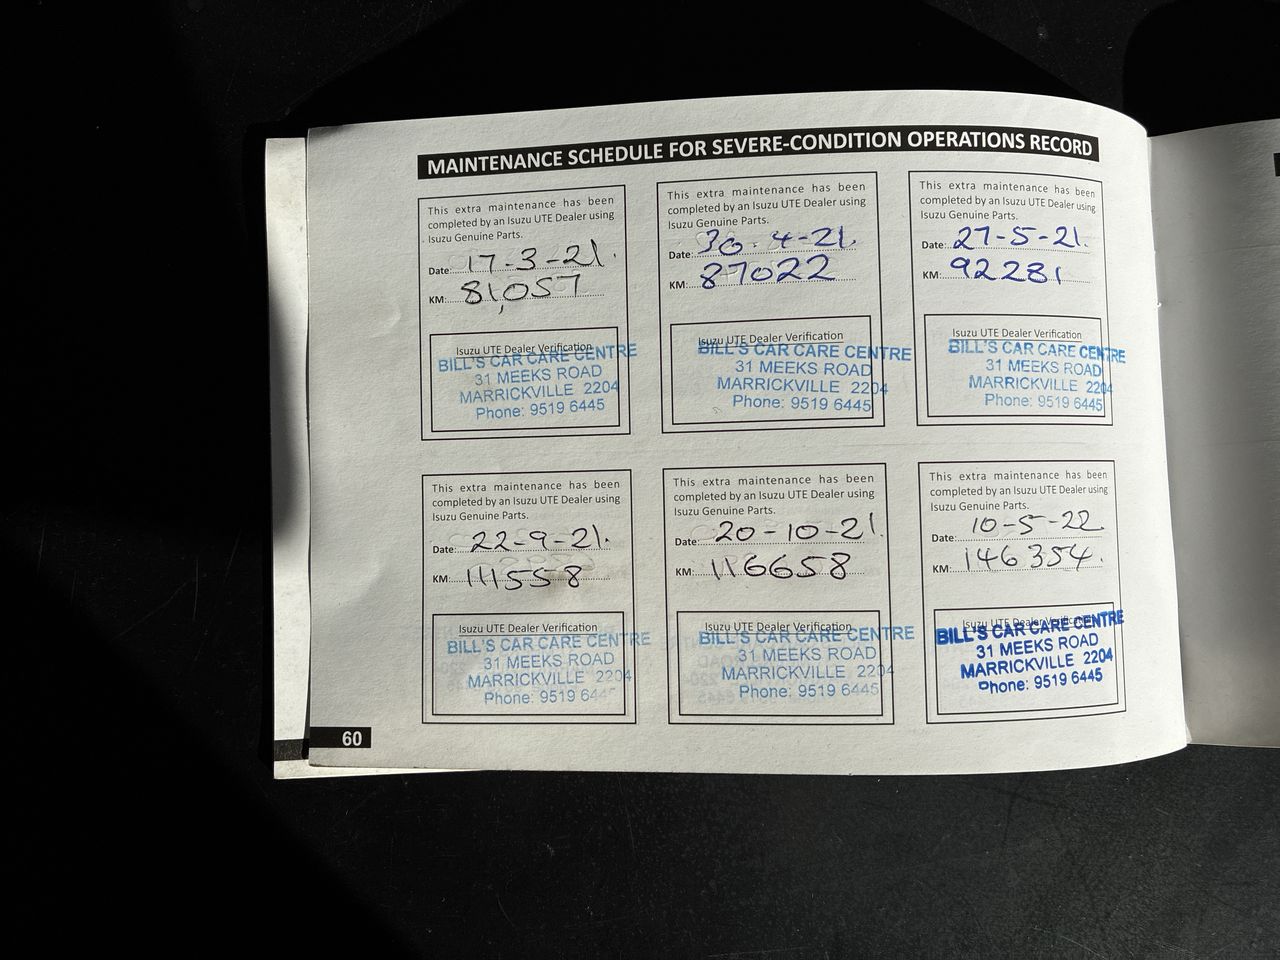 MAINTENANCE SCHEDULE FOR SEVERE-CONDITION OPERATIONS RECORD
This extra maintenance has been
completed by an Isuzu UTE Dealer using
Isuzu Genuine Parts.
Date: 17-3-21.
KM: 81,057
Isuzu UTE Dealer Verification
BILL'S CAR CARE CENTRE
31 MEEKS ROAD
MARRICKVILLE 2204
Phone: 9519 6445
This extra maintenance has been
completed by an Isuzu UTE Dealer using
Isuzu Genuine Parts.
Date: 30-4-21.
KM: 87022
Isuzu UTE Dealer Verification
BILL'S CAR CARE CENTRE
31 MEEKS ROAD
MARRICKVILLE 2204
Phone: 9519 6445
This extra maintenance has been
completed by an Isuzu UTE Dealer using
Isuzu Genuine Parts.
Date: 27-5-21.
KM: 92281
Isuzu UTE Dealer Verification
BILL'S CAR CARE CENTRE
31 MEEKS ROAD
MARRICKVILLE 2204
Phone: 9519 6445
This extra maintenance has been
completed by an Isuzu UTE Dealer using
Isuzu Genuine Parts.
Date: 22-9-21.
KM: 111558
Isuzu UTE Dealer Verification
BILL'S CAR CARE CENTRE
31 MEEKS ROAD
MARRICKVILLE 2204
Phone: 9519 644
This extra maintenance has been
completed by an Isuzu UTE Dealer using
Isuzu Genuine Parts.
Date: 20-10-21.
KM: 116658
Isuzu UTE Dealer Verification
BILL'S CAR CARE CENTRE
31 MEEKS ROAD
MARRICKVILLE 2204
Phone: 9519 6445
This extra maintenance has been
completed by an Isuzu UTE Dealer using
Isuzu Genuine Parts.
Date: 10-5-22.
KM: 146354.
Isuzu UTE Dealer Verification
BILL'S CAR CARE CENTRE
31 MEEKS ROAD
MARRICKVILLE 2204
Phone: 9519 6445
60